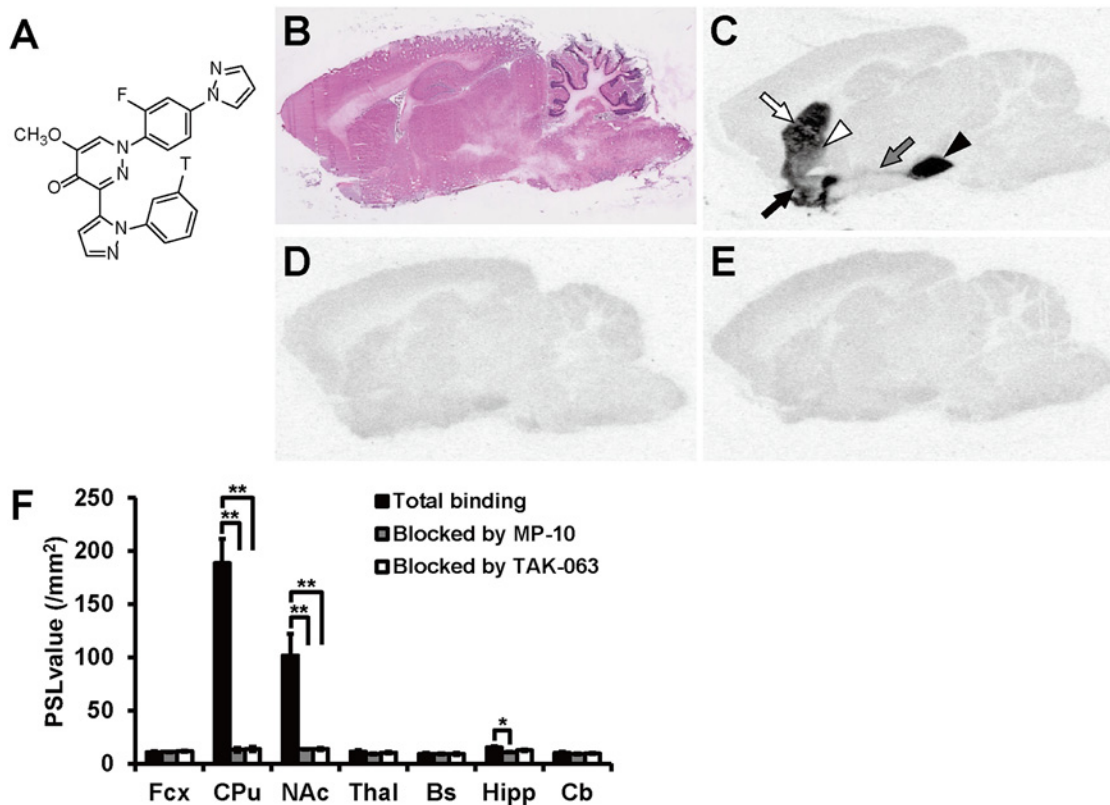 A
N
N
F
CH3O
N
N
O
T
N
N
B
C
D
E
F
Total binding
Blocked by MP-10
Blocked by TAK-063
PSLvalue (/mm2)
250
200
150
100
50
0
**
**
**
**
*
Fcx CPu NAc Thal Bs Hipp Cb